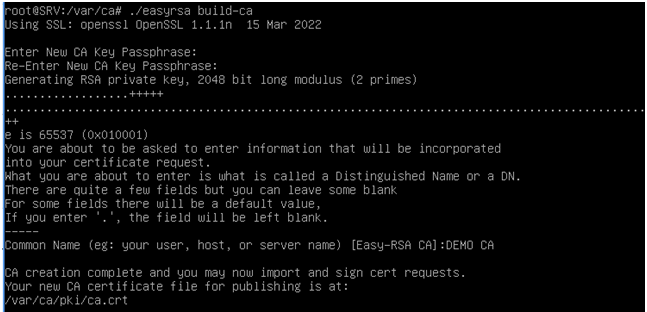 root@SRV:/var/ca# ./easyrsa build-ca
Using SSL: openssl OpenSSL 1.1.1n  15 Mar 2022
Enter New CA Key Passphrase:
Re-Enter New CA Key Passphrase:
Generating RSA private key, 2048 bit long modulus (2 primes)
..................+++++
...............................................................................................
++
e is 65537 (0x010001)
You are about to be asked to enter information that will be incorporated
into your certificate request.
What you are about to enter is what is called a Distinguished Name or a DN.
There are quite a few fields but you can leave some blank
For some fields there will be a default value,
If you enter '.', the field will be left blank.
-----
Common Name (eg: your user, host, or server name) [Easy-RSA CA]:DEMO CA
CA creation complete and you may now import and sign cert requests.
Your new CA certificate file for publishing is at:
/var/ca/pki/ca.crt